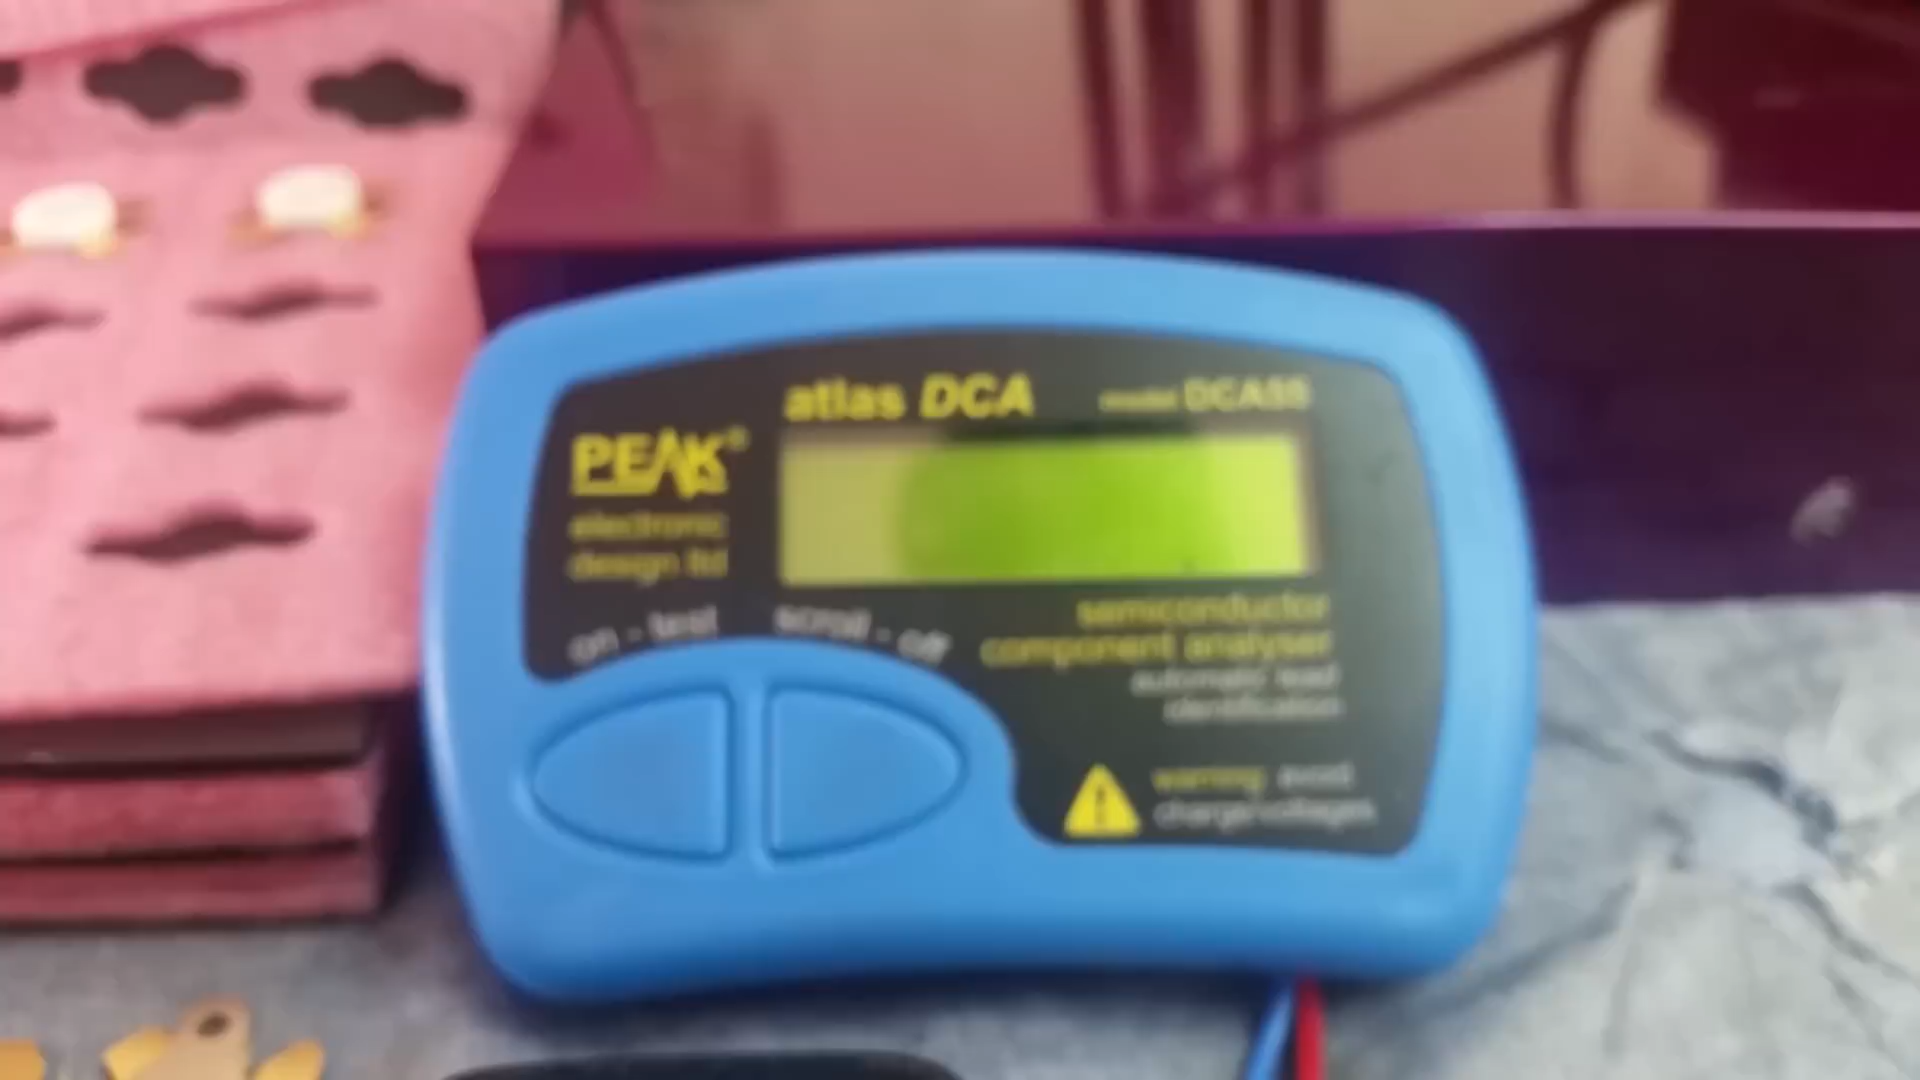 atlas DCA model DCA55
PEAK®
electronic
design ltd
on - test scroll - off
semiconductor
component analyser
automatic lead
identification
warning avoid
charge/voltages